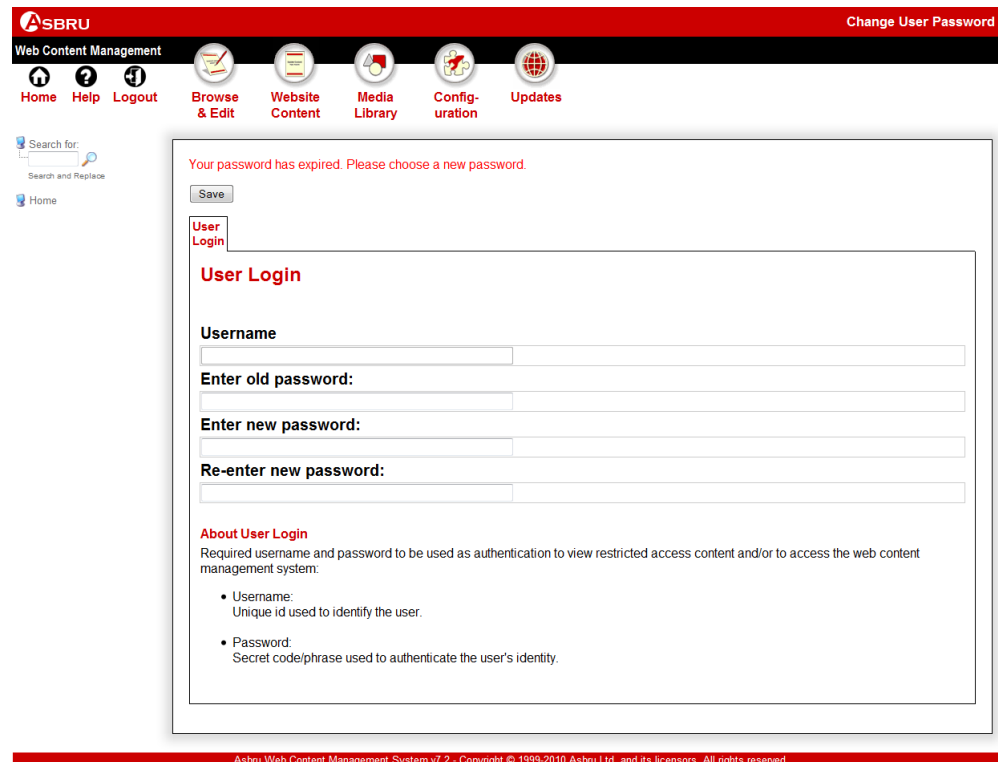 ASBRU
Change User Password
Web Content Management
Home Help Logout
Browse
& Edit
Website
Content
Media
Library
Config-
uration
Updates
Search for:
Search and Replace
Home
Your password has expired. Please choose a new password.
Save
User
Login
User Login
Username
Enter old password:
Enter new password:
Re-enter new password:
About User Login
Required username and password to be used as authentication to view restricted access content and/or to access the web content
management system:
• Username:
Unique id used to identify the user.
• Password:
Secret code/phrase used to authenticate the user's identity.
Asbru Web Content Management System v7.2 - Copyright © 1999-2010 Asbru Ltd. and its licensors. All rights reserved.